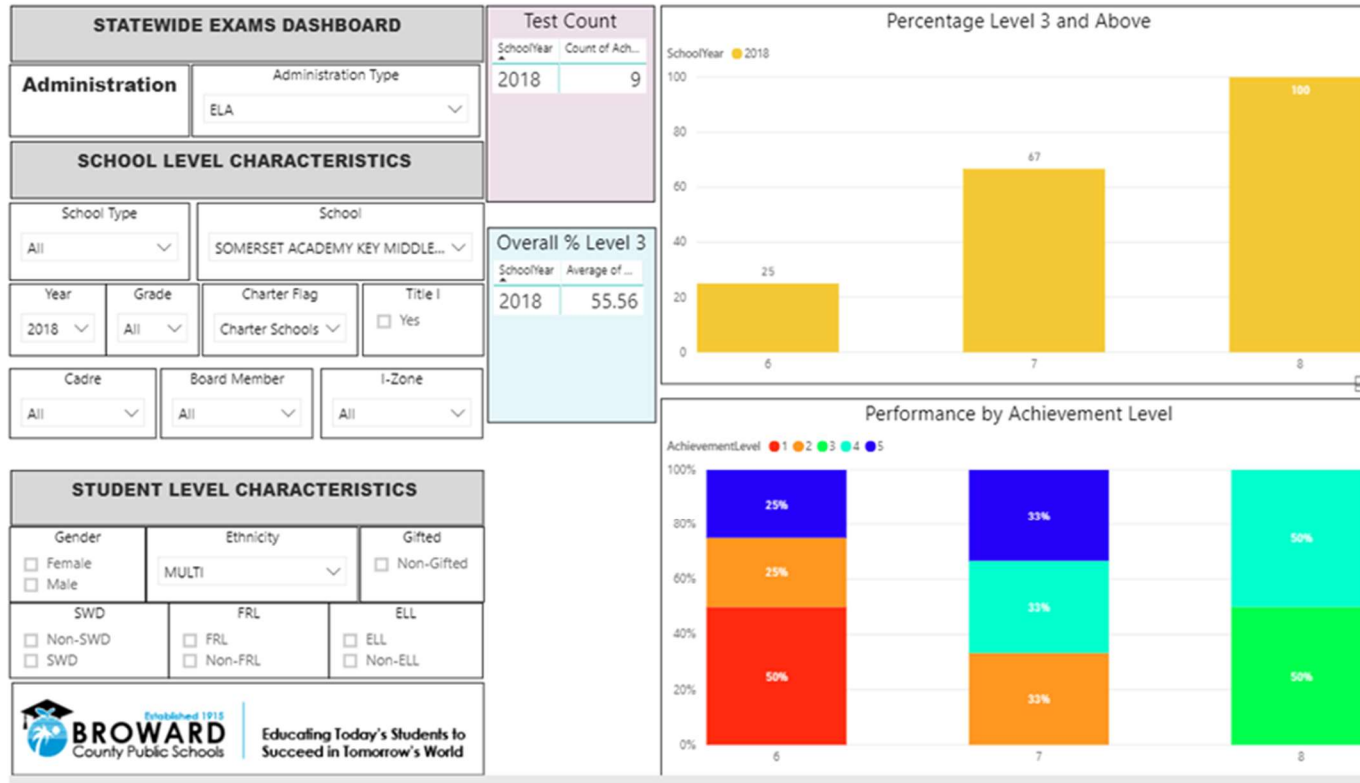 STATEWIDE EXAMS DASHBOARD
Administration
Administration Type
ELA
SCHOOL LEVEL CHARACTERISTICS
School Type
All
School
SOMERSET ACADEMY KEY MIDDLE...
Year
2018
Grade
All
Charter Flag
Charter Schools
Title I
Yes
Cadre
All
Board Member
All
I-Zone
All
STUDENT LEVEL CHARACTERISTICS
Gender
Female
Male
Ethnicity
MULTI
Gifted
Non-Gifted
SWD
Non-SWD
SWD
FRL
FRL
Non-FRL
ELL
ELL
Non-ELL
Established 1915
BROWARD
County Public Schools
Educating Today's Students to
Succeed in Tomorrow's World
Test Count
SchoolYear Count of Ach...
2018 9
Overall % Level 3
SchoolYear Average of ...
2018 55.56
Percentage Level 3 and Above
SchoolYear 2018
100
80
60
40
20
0
25
67
100
6 7 8
Performance by Achievement Level
AchievementLevel 1 2 3 4 5
100%
80%
60%
40%
20%
0%
25%
25%
50%
33%
33%
33%
50%
50%
6 7 8